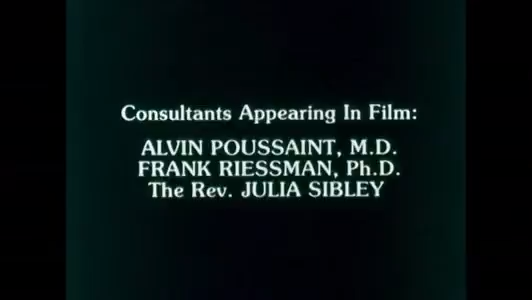 Consultants Appearing In Film:
ALVIN POUSSAINT, M.D.
FRANK RIESSMAN, Ph.D.
The Rev. JULIA SIBLEY